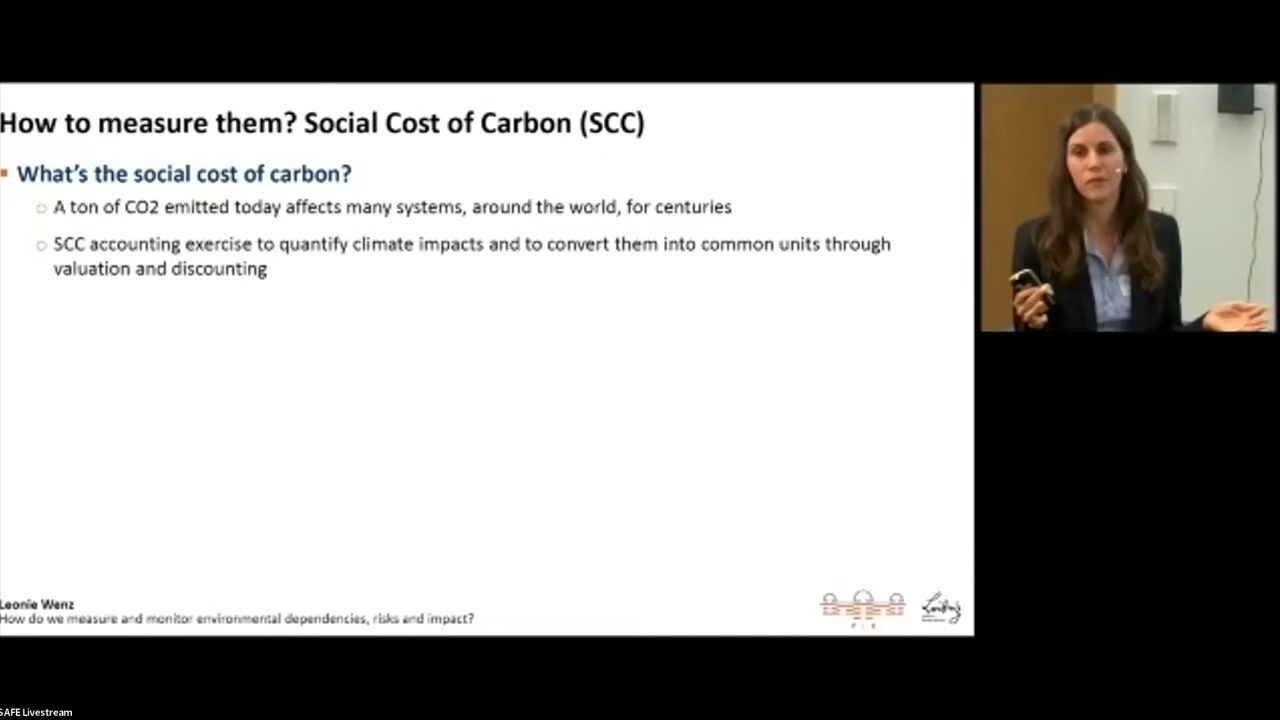 How to measure them? Social Cost of Carbon (SCC)
What's the social cost of carbon?
A ton of CO2 emitted today affects many systems, around the world, for centuries
SCC accounting exercise to quantify climate impacts and to convert them into common units through
valuation and discounting
Leonie Wenz
How do we measure and monitor environmental dependencies, risks and impact?
P I K
Leibniz
SAFE Livestream